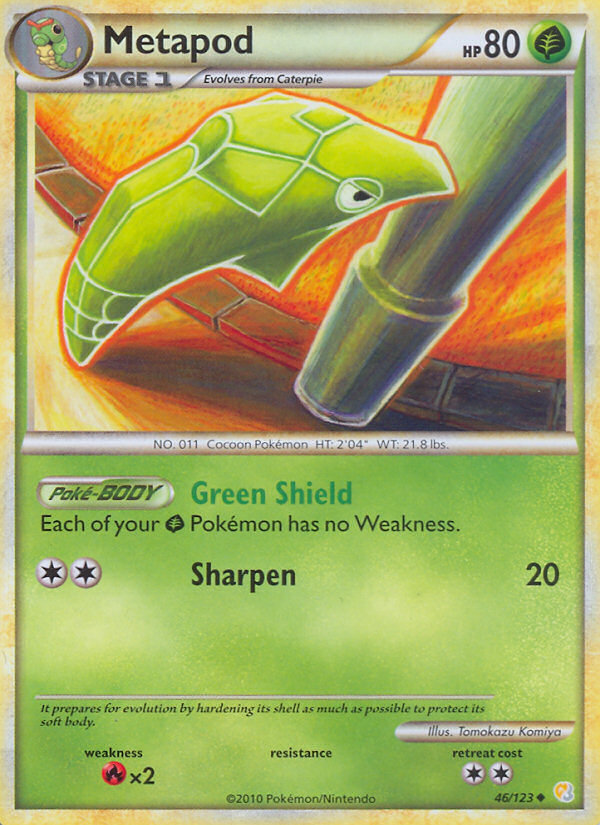 Metapod
HP 80
STAGE 1
Evolves from Caterpie
NO. 011 Cocoon Pokémon HT: 2'04" WT: 21.8 lbs.
Poké-BODY Green Shield
Each of your Pokémon has no Weakness.
Sharpen 20
It prepares for evolution by hardening its shell as much as possible to protect its
soft body.
Illus. Tomokazu Komiya
weakness resistance retreat cost
×2
©2010 Pokémon/Nintendo 46/123